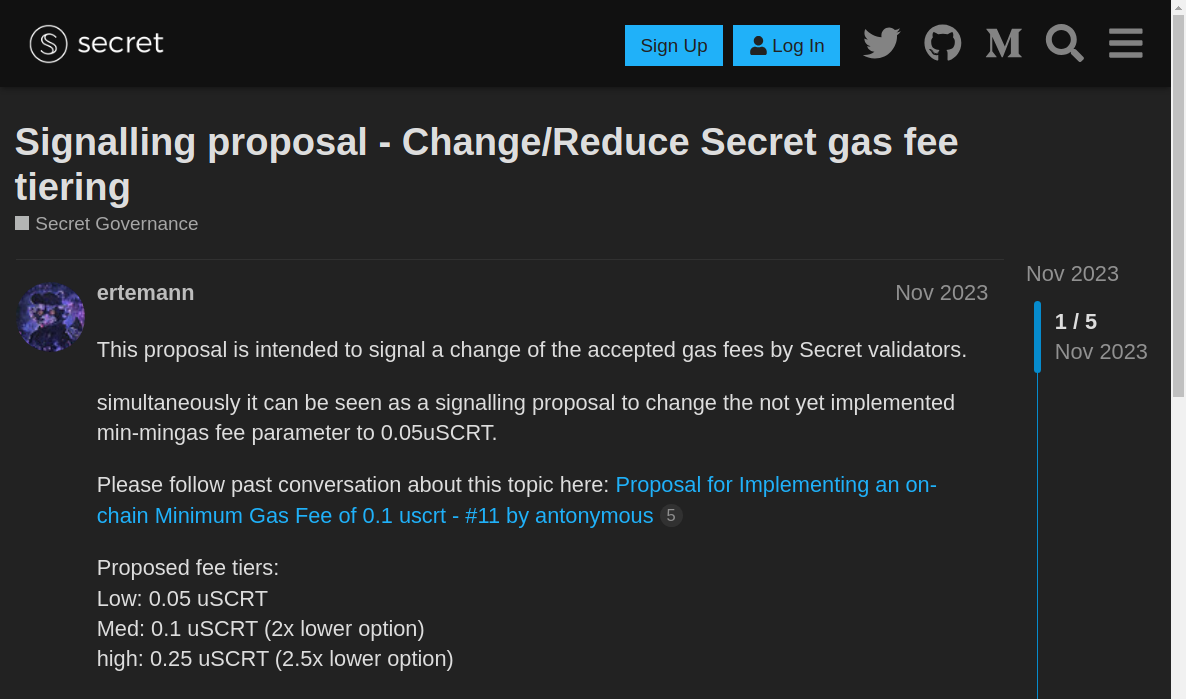 secret
Sign Up
Log In
Signalling proposal - Change/Reduce Secret gas fee
tiering
Secret Governance
ertemann
Nov 2023
This proposal is intended to signal a change of the accepted gas fees by Secret validators.
simultaneously it can be seen as a signalling proposal to change the not yet implemented
min-mingas fee parameter to 0.05uSCRT.
Please follow past conversation about this topic here: Proposal for Implementing an on-
chain Minimum Gas Fee of 0.1 uscrt - #11 by antonymous 5
Proposed fee tiers:
Low: 0.05 uSCRT
Med: 0.1 uSCRT (2x lower option)
high: 0.25 uSCRT (2.5x lower option)
Nov 2023
1 / 5
Nov 2023